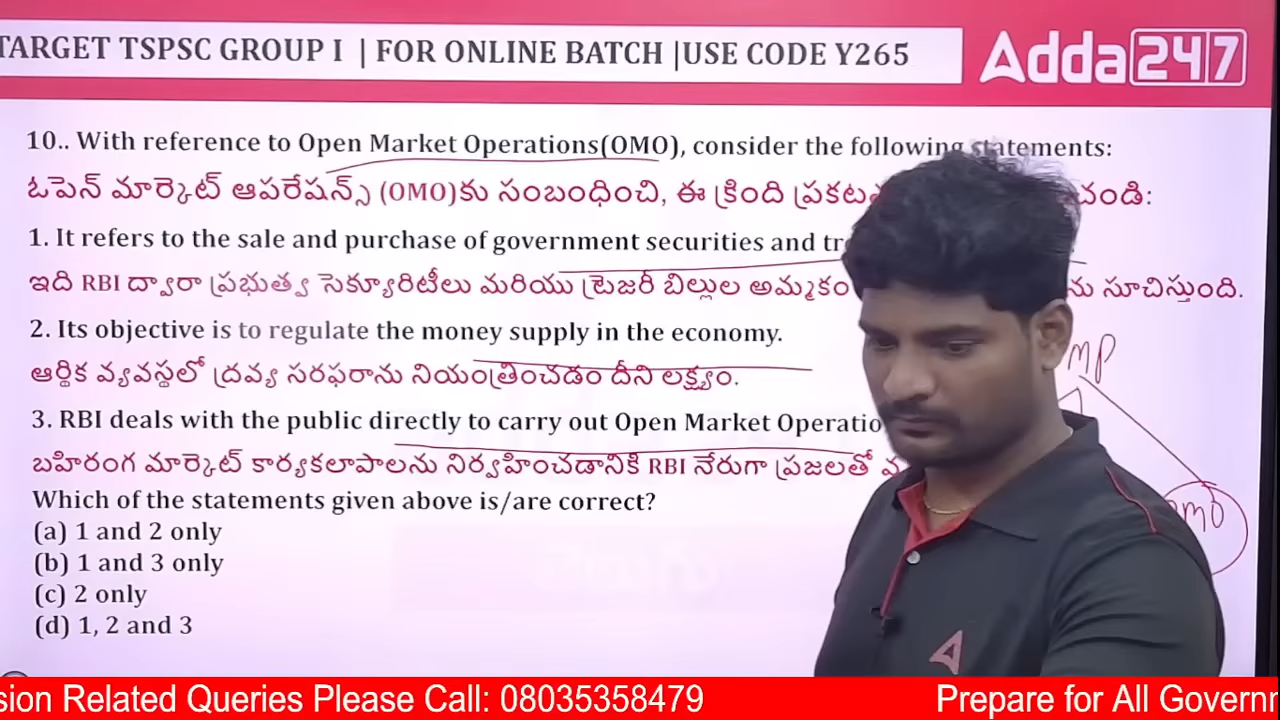 TARGET TSPSC GROUP I | FOR ONLINE BATCH |USE CODE Y265
Adda247
10.. With reference to Open Market Operations(OMO), consider the following statements:
ఓపెన్ మార్కెట్ ఆపరేషన్స్ (OMO)కు సంబంధించి, ఈ క్రింది
1. It refers to the sale and purchase of government securities and
ఇది RBI ద్వారా ప్రభుత్వ సెక్యూరిటీలు మరియు ట్రెజరీ బిల్లుల అమ్మకం ను సూచిస్తుంది.
2. Its objective is to regulate the money supply in the economy.
MP
ఆర్థిక వ్యవస్థలో ద్రవ్య సరఫరాను నియంత్రించడం దీని లక్ష్యం.
3. RBI deals with the public directly to carry out Open Market
బహిరంగ మార్కెట్ కార్యకలాపాలను నిర్వహించడానికి RBI నేరుగా ప్రజలతో
Which of the statements given above is/are correct?
OMO
(a) 1 and 2 only
(b) 1 and 3 only
(c) 2 only
(d) 1, 2 and 3
Related Queries Please Call: 08035358479 Prepare for All